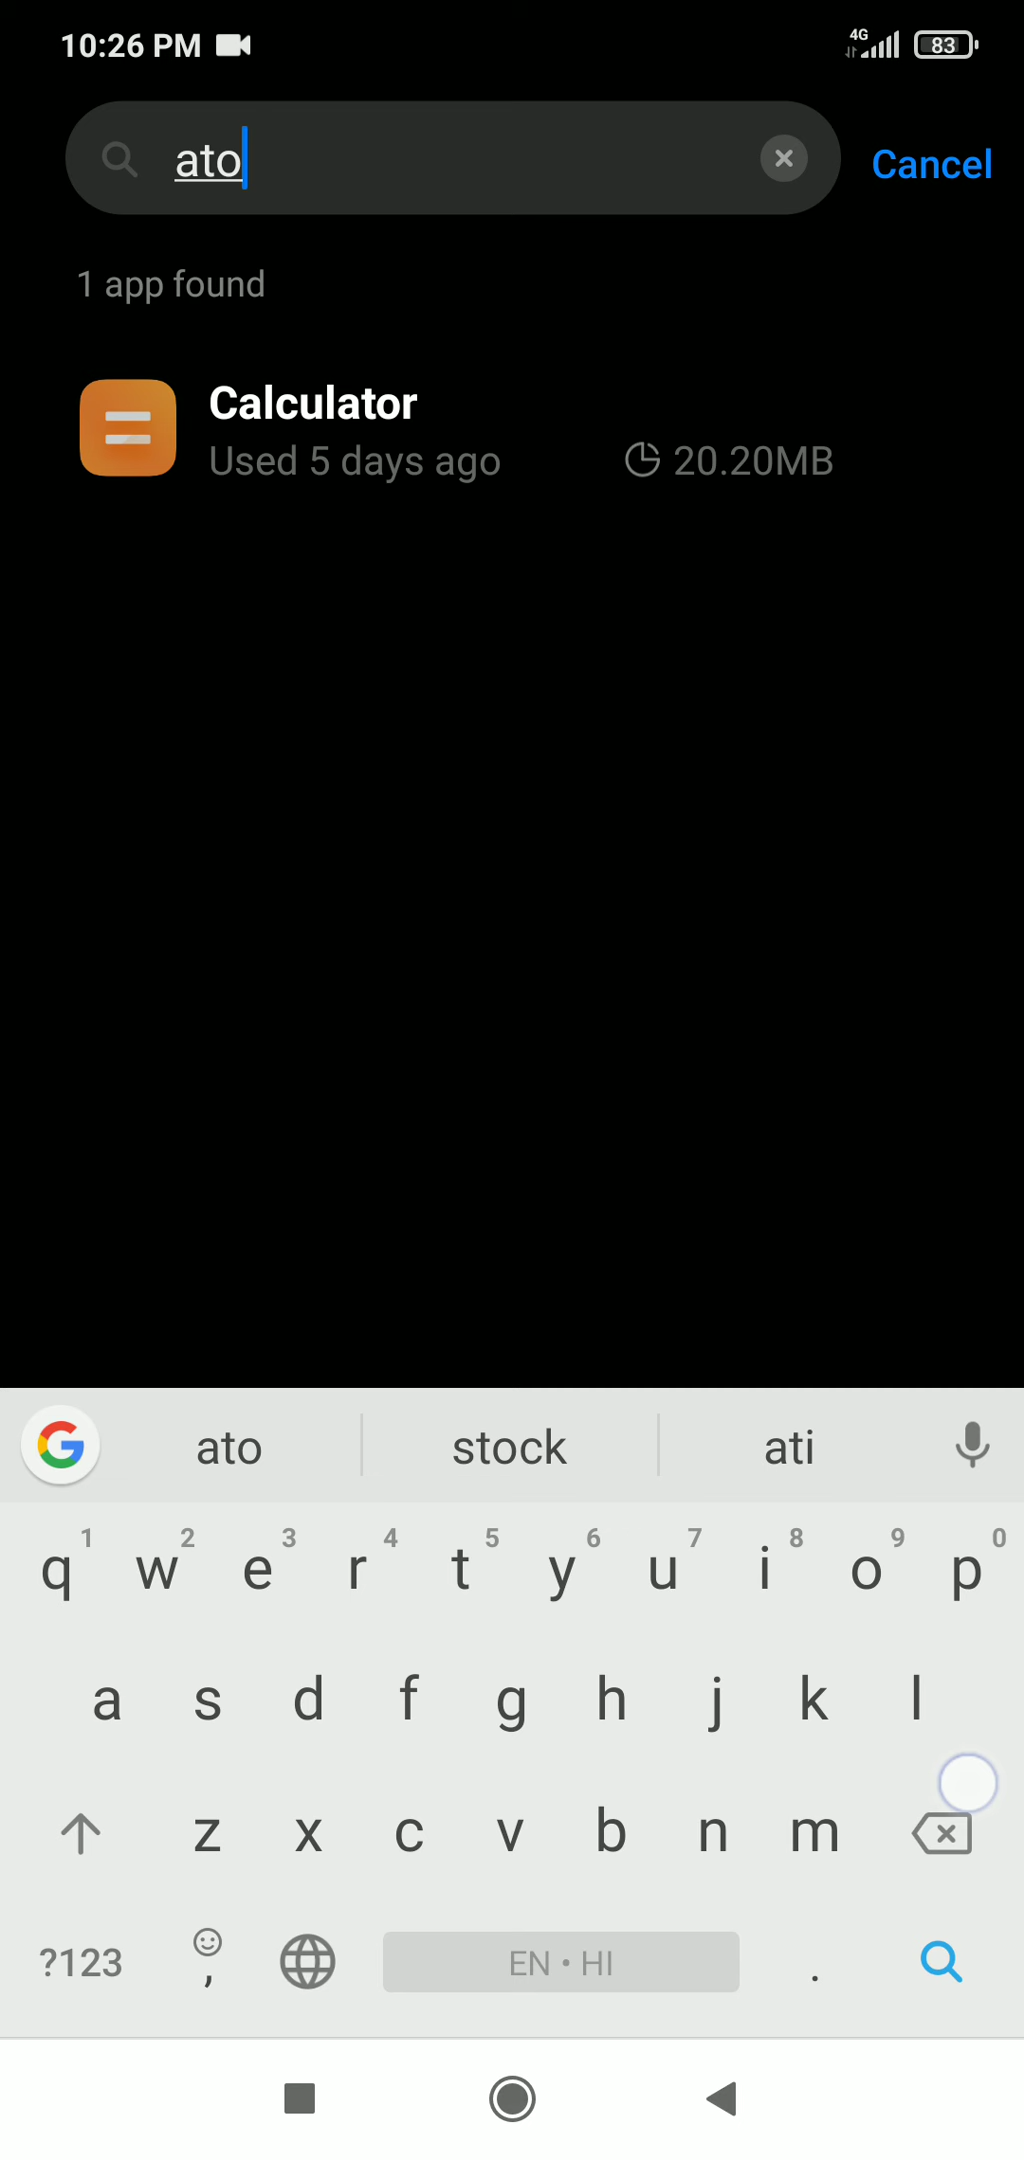 10:26 PM 4G 83
ato Cancel
1 app found
Calculator
Used 5 days ago 20.20MB
G ato stock ati
1 2 3 4 5 6 7 8 9 0
q w e r t y u i o p
a s d f g h j k l
z x c v b n m
?123 , EN • HI .